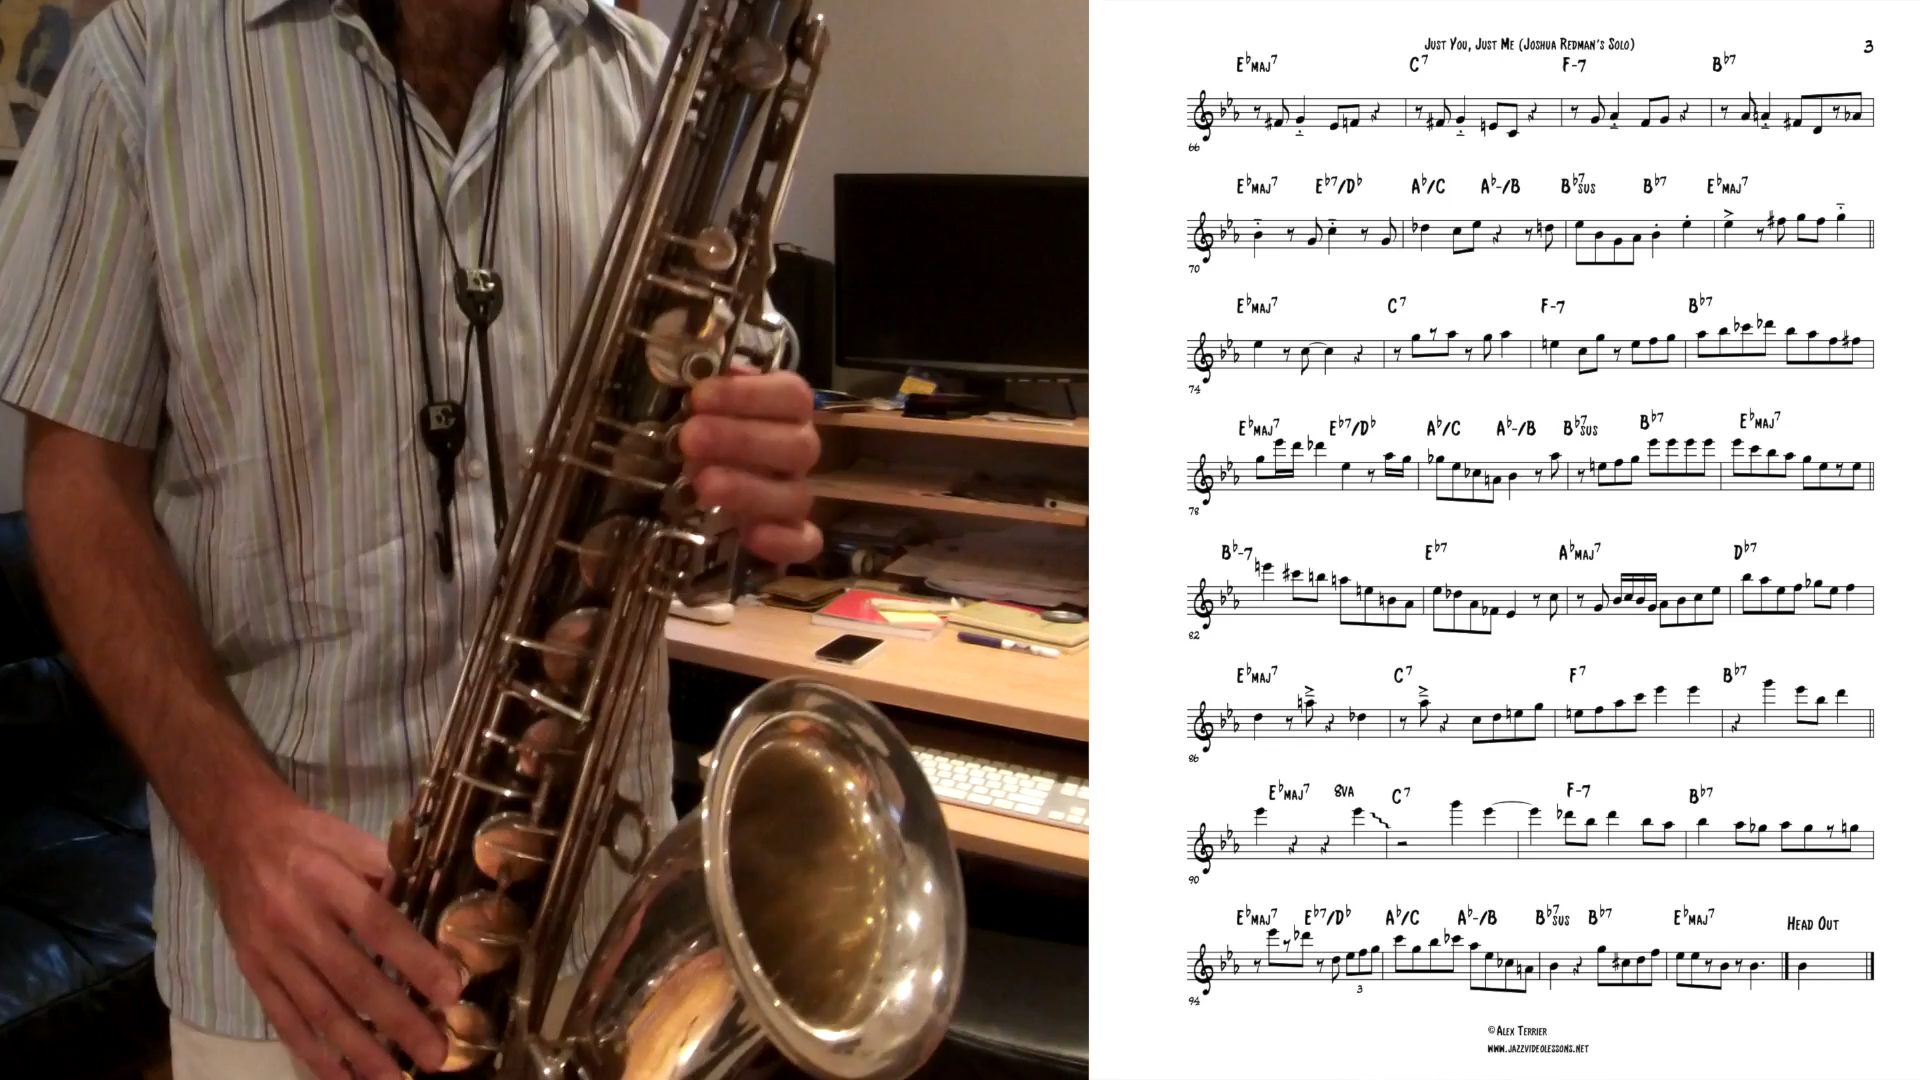 Just You, Just Me (Joshua Redman's Solo)
3
E♭maj7 C7 F-7 B♭7
66
E♭maj7 E♭7/D♭ A♭/C A♭-/B B♭7sus B♭7 E♭maj7
70
E♭maj7 C7 F-7 B♭7
74
E♭maj7 E♭7/D♭ A♭/C A♭-/B B♭7sus B♭7 E♭maj7
78
B♭-7 E♭7 A♭maj7 D♭7
82
E♭maj7 C7 F7 B♭7
86
E♭maj7 8va C7 F-7 B♭7
90
E♭maj7 E♭7/D♭ A♭/C A♭-/B B♭7sus B♭7 E♭maj7 Head Out
3
94
©Alex Terrier
www.jazzvideolessons.net